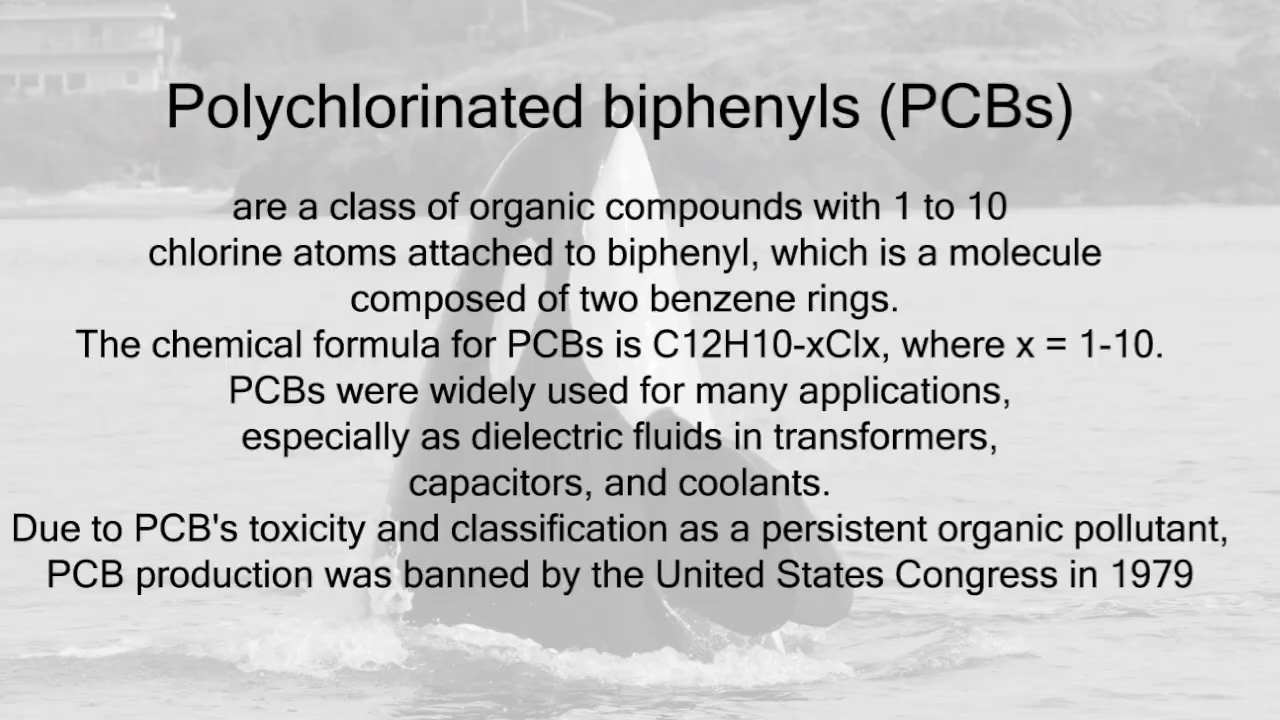 Polychlorinated biphenyls (PCBs)
are a class of organic compounds with 1 to 10
chlorine atoms attached to biphenyl, which is a molecule
composed of two benzene rings.
The chemical formula for PCBs is C12H10-xClx, where x = 1-10.
PCBs were widely used for many applications,
especially as dielectric fluids in transformers,
capacitors, and coolants.
Due to PCB's toxicity and classification as a persistent organic pollutant,
PCB production was banned by the United States Congress in 1979